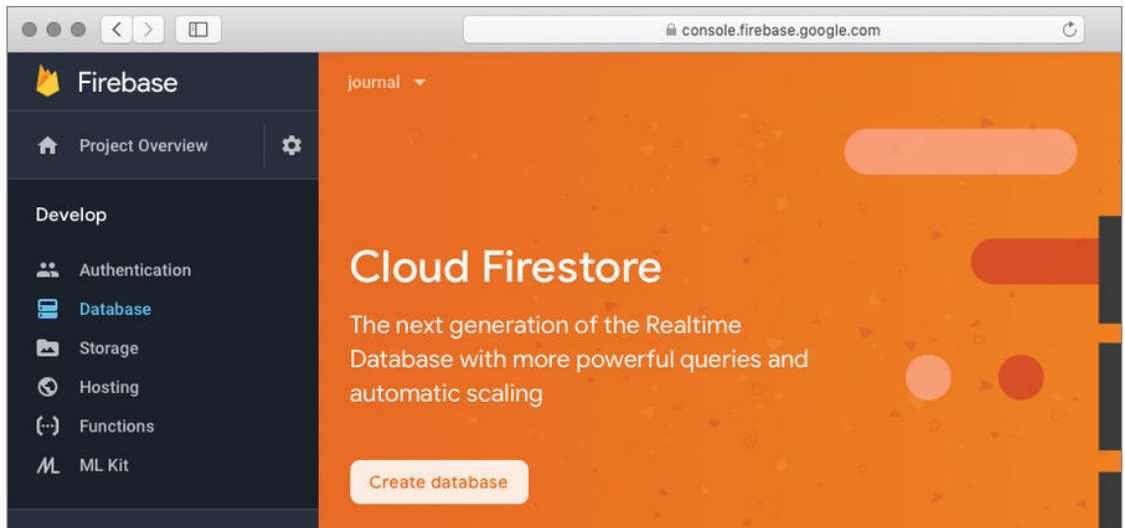 console.firebase.google.com
Firebase
journal
Project Overview
Develop
Authentication
Database
Storage
Hosting
Functions
ML Kit
Cloud Firestore
The next generation of the Realtime
Database with more powerful queries and
automatic scaling
Create database